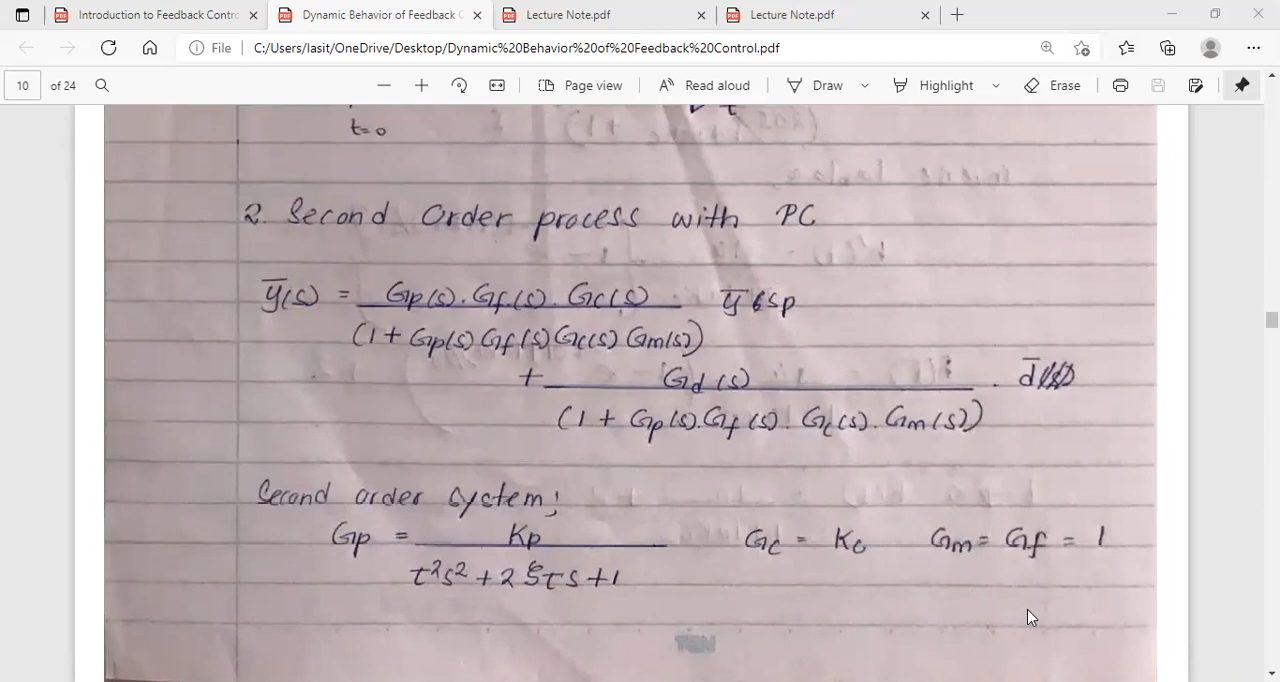 Introduction to Feedback Contro
Dynamic Behavior of Feedback C
Lecture Note.pdf
Lecture Note.pdf
File
C:/Users/lasit/OneDrive/Desktop/Dynamic%20Behavior%20of%20Feedback%20Control.pdf
10 of 24
Page view
Read aloud
Draw
Highlight
Erase
t=0
τ
2. Second Order process with PC
ȳ(s) = Gp(s). Gf(s). Gc(s) ȳsp
(1 + Gp(s) Gf(s) Gc(s) Gm(s))
+ Gd(s) . d̄(s)
(1 + Gp(s). Gf(s). Gc(s). Gm(s))
Second order system;
Gp = Kp Gc = Kc Gm = Gf = 1
τ²s² + 2ξτs + 1